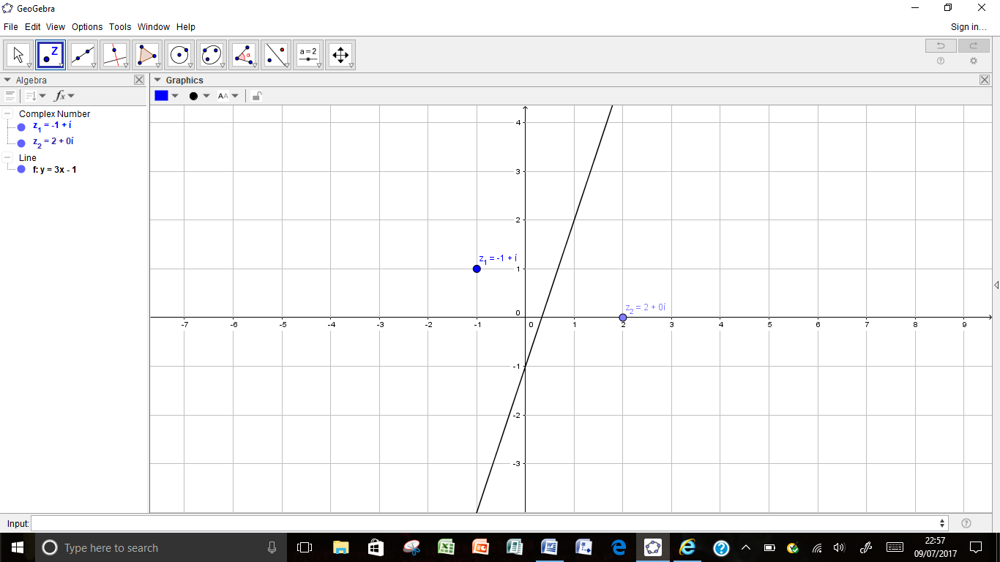 GeoGebra
File Edit View Options Tools Window Help Sign in...
Z α a = 2
Algebra
Graphics
fx AA
Complex Number
z1 = -1 + í
z2 = 2 + 0í
Line
f: y = 3x - 1
4
3
2
z1 = -1 + í
1
z2 = 2 + 0í
0
-7 -6 -5 -4 -3 -2 -1 0 1 2 3 4 5 6 7 8 9
-1
-2
-3
Input:
Type here to search
22:57
09/07/2017